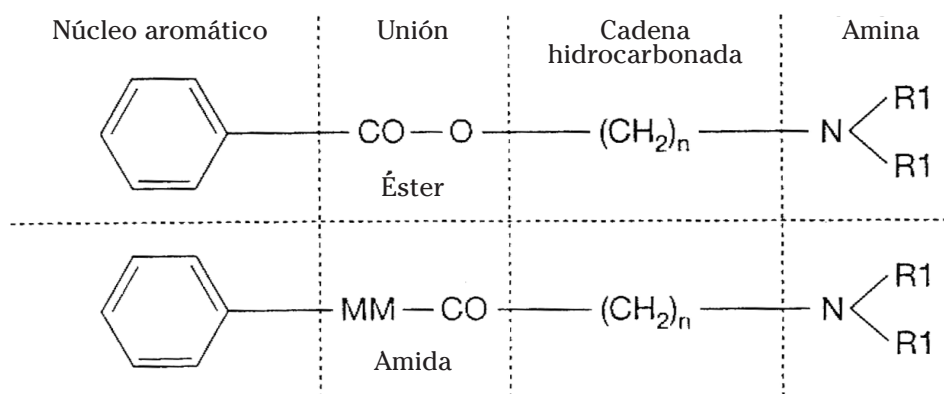 Núcleo aromático Unión Cadena hidrocarbonada Amina
CO — O (CH₂)ₙ N R1 R1
Éster
MM — CO (CH₂)ₙ N R1 R1
Amida